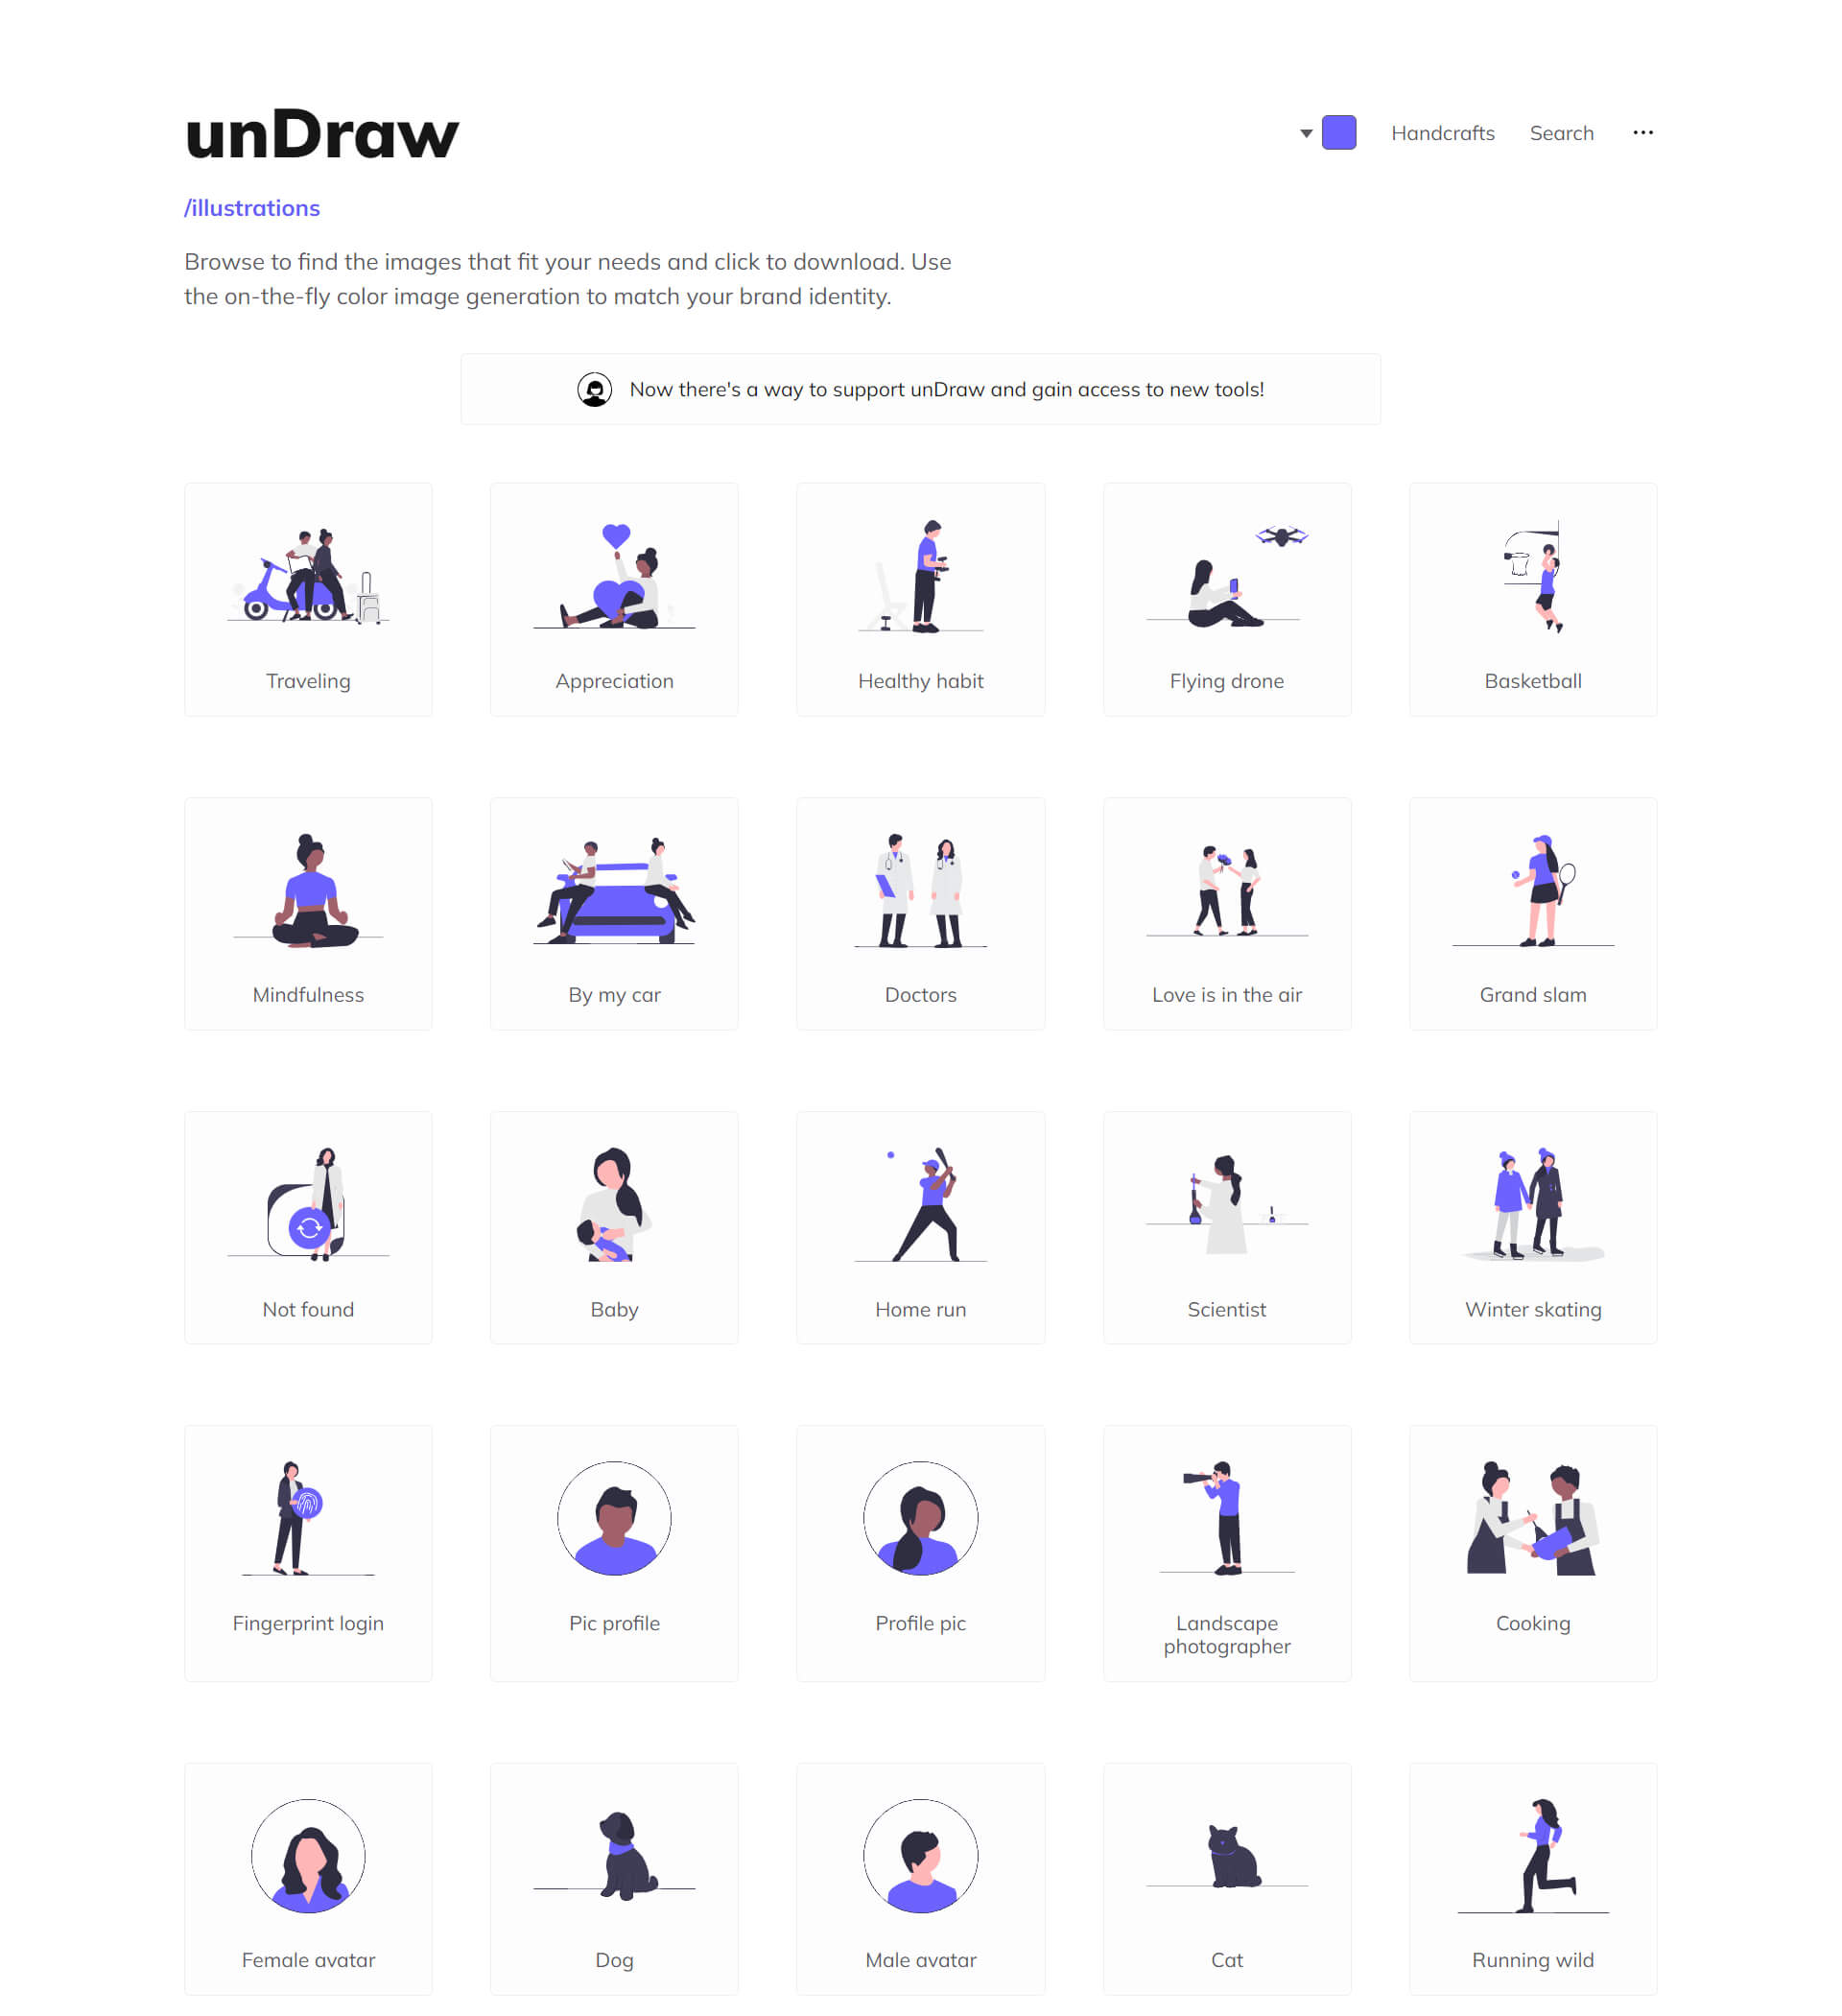 unDraw
Handcrafts
Search
/illustrations
Browse to find the images that fit your needs and click to download. Use
the on-the-fly color image generation to match your brand identity.
Now there's a way to support unDraw and gain access to new tools!
Traveling
Appreciation
Healthy habit
Flying drone
Basketball
Mindfulness
By my car
Doctors
Love is in the air
Grand slam
Not found
Baby
Home run
Scientist
Winter skating
Fingerprint login
Pic profile
Profile pic
Landscape
photographer
Cooking
Female avatar
Dog
Male avatar
Cat
Running wild